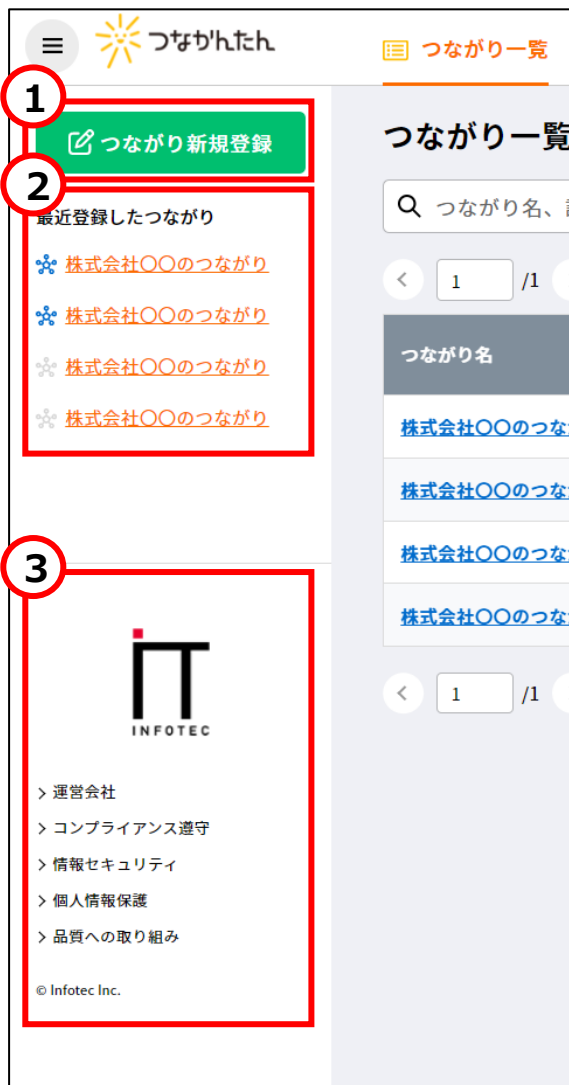 つなかんたん
つながり一覧
1
つながり新規登録
2
最近登録したつながり
株式会社〇〇のつながり
株式会社〇〇のつながり
株式会社〇〇のつながり
株式会社〇〇のつながり
3
iT
INFOTEC
運営会社
コンプライアンス遵守
情報セキュリティ
個人情報保護
品質への取り組み
© Infotec Inc.
つながり一覧
つながり名、
1 /1
つながり名
株式会社〇〇のつな
株式会社〇〇のつな
株式会社〇〇のつな
株式会社〇〇のつな
1 /1